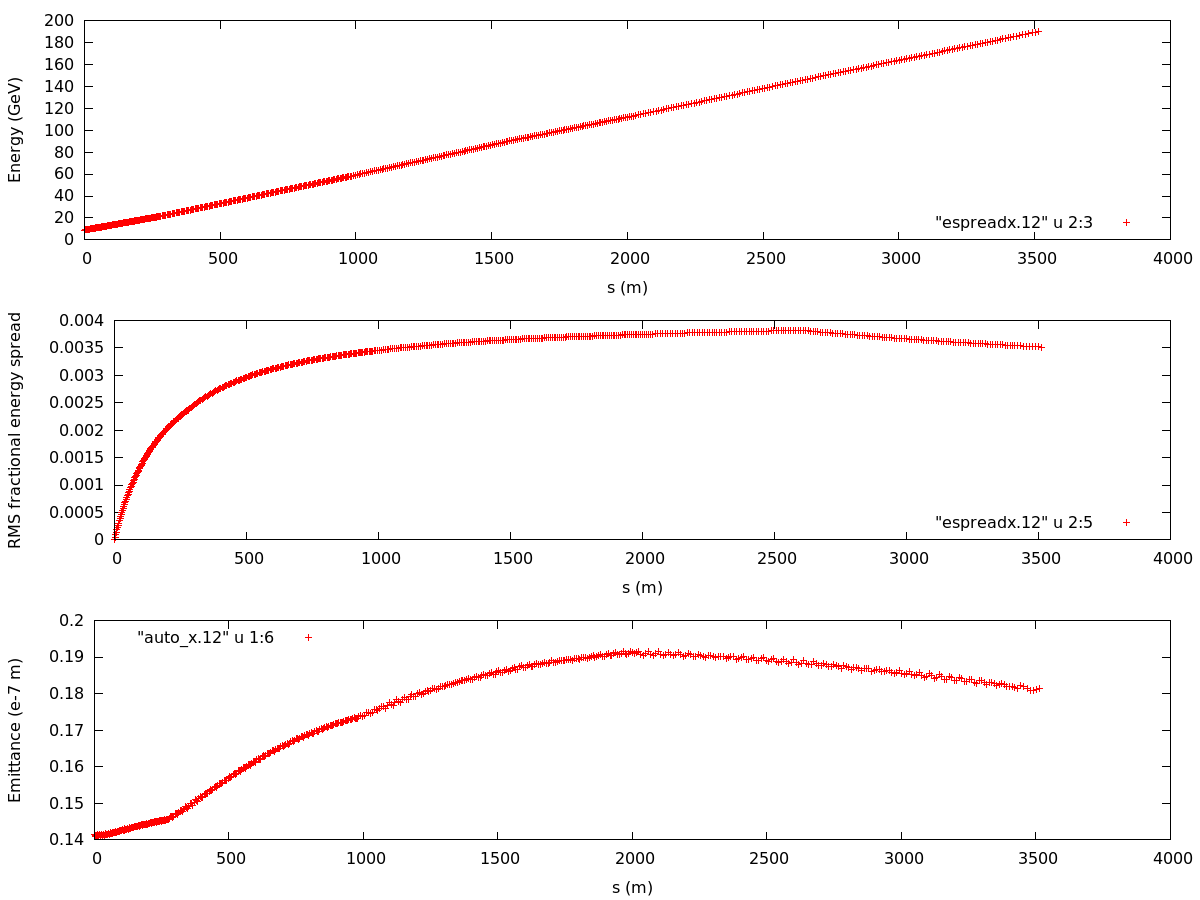 200
180
160
140
120
100
80
60
40
20
0
Energy (GeV)
"espreadx.12" u 2:3
0 500 1000 1500 2000 2500 3000 3500 4000
s (m)
0.004
0.0035
0.003
0.0025
0.002
0.0015
0.001
0.0005
0
RMS fractional energy spread
"espreadx.12" u 2:5
0 500 1000 1500 2000 2500 3000 3500 4000
s (m)
0.2
0.19
0.18
0.17
0.16
0.15
0.14
Emittance (e-7 m)
"auto_x.12" u 1:6
0 500 1000 1500 2000 2500 3000 3500 4000
s (m)